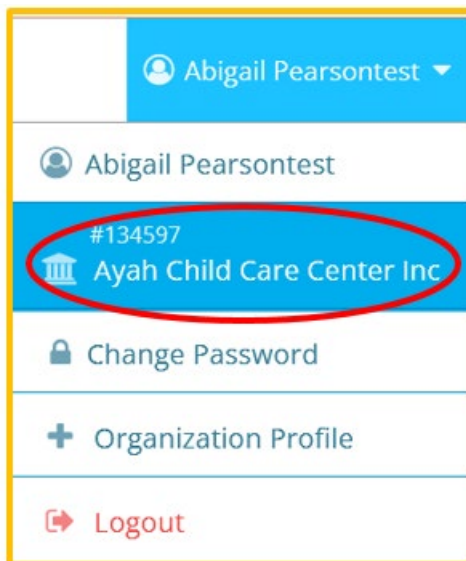 Abigail Pearsontest
Abigail Pearsontest
#134597
Ayah Child Care Center Inc
Change Password
Organization Profile
Logout